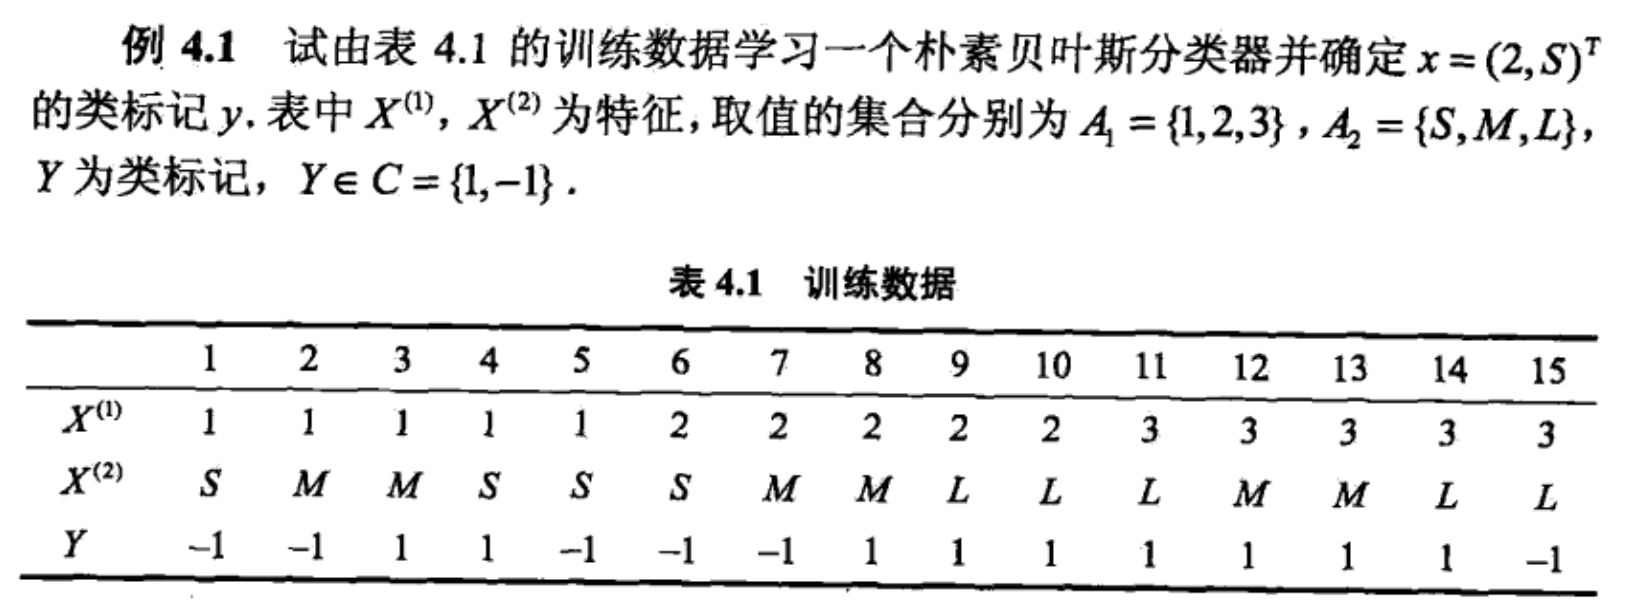 例 4.1 试由表 4.1 的训练数据学习一个朴素贝叶斯分类器并确定 x = (2,S)ᵀ
的类标记 y. 表中 X⁽¹⁾, X⁽²⁾ 为特征, 取值的集合分别为 A₁ = {1,2,3}, A₂ = {S,M,L},
Y 为类标记, Y∈C = {1,−1}.
表 4.1 训练数据
1 2 3 4 5 6 7 8 9 10 11 12 13 14 15
X⁽¹⁾ 1 1 1 1 1 2 2 2 2 2 3 3 3 3 3
X⁽²⁾ S M M S S S M M L L L M M L L
Y −1 −1 1 1 −1 −1 −1 1 1 1 1 1 1 1 −1